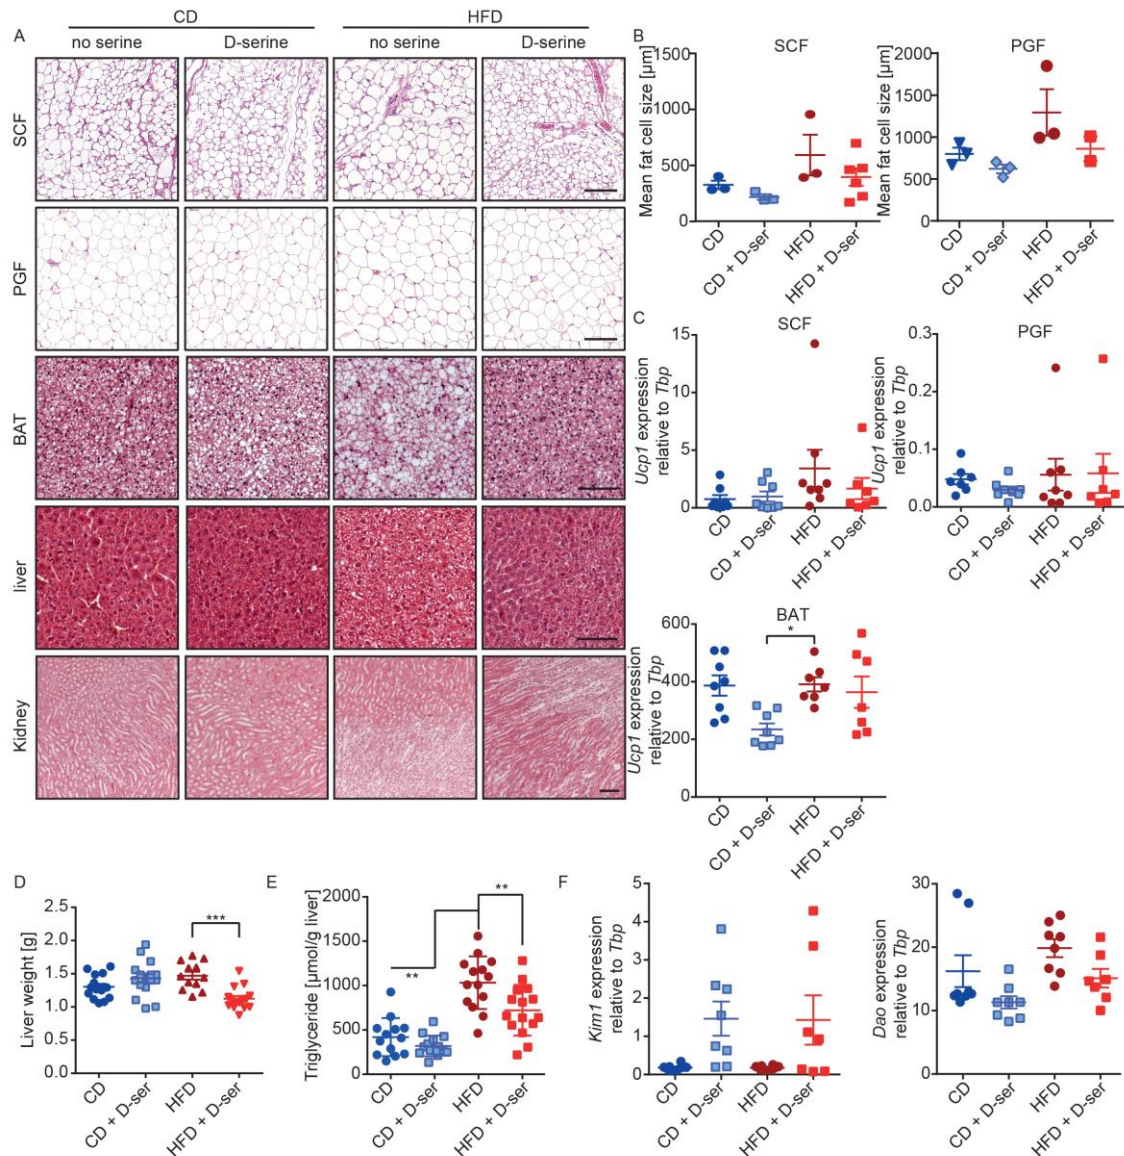 CD HFD
A no serine D-serine no serine D-serine
SCF
PGF
BAT
liver
Kidney
B SCF PGF
Mean fat cell size [µm]
1500
1000
500
0
CD CD + D-ser HFD HFD + D-ser
Mean fat cell size [µm]
2000
1500
1000
500
0
CD CD + D-ser HFD HFD + D-ser
C SCF PGF
Ucp1 expression
relative to Tbp
15
10
5
0
CD CD + D-ser HFD HFD + D-ser
Ucp1 expression
relative to Tbp
0.3
0.2
0.1
0.0
CD CD + D-ser HFD HFD + D-ser
BAT
*
Ucp1 expression
relative to Tbp
600
400
200
0
CD CD + D-ser HFD HFD + D-ser
D
***
Liver weight [g]
2.5
2.0
1.5
1.0
0.5
0.0
CD CD + D-ser HFD HFD + D-ser
E
**
**
Triglyceride [µmol/g liver]
2000
1500
1000
500
0
CD CD + D-ser HFD HFD + D-ser
F
Kim1 expression
relative to Tbp
5
4
3
2
1
0
CD CD + D-ser HFD HFD + D-ser
Dao expression
relative to Tbp
30
20
10
0
CD CD + D-ser HFD HFD + D-ser